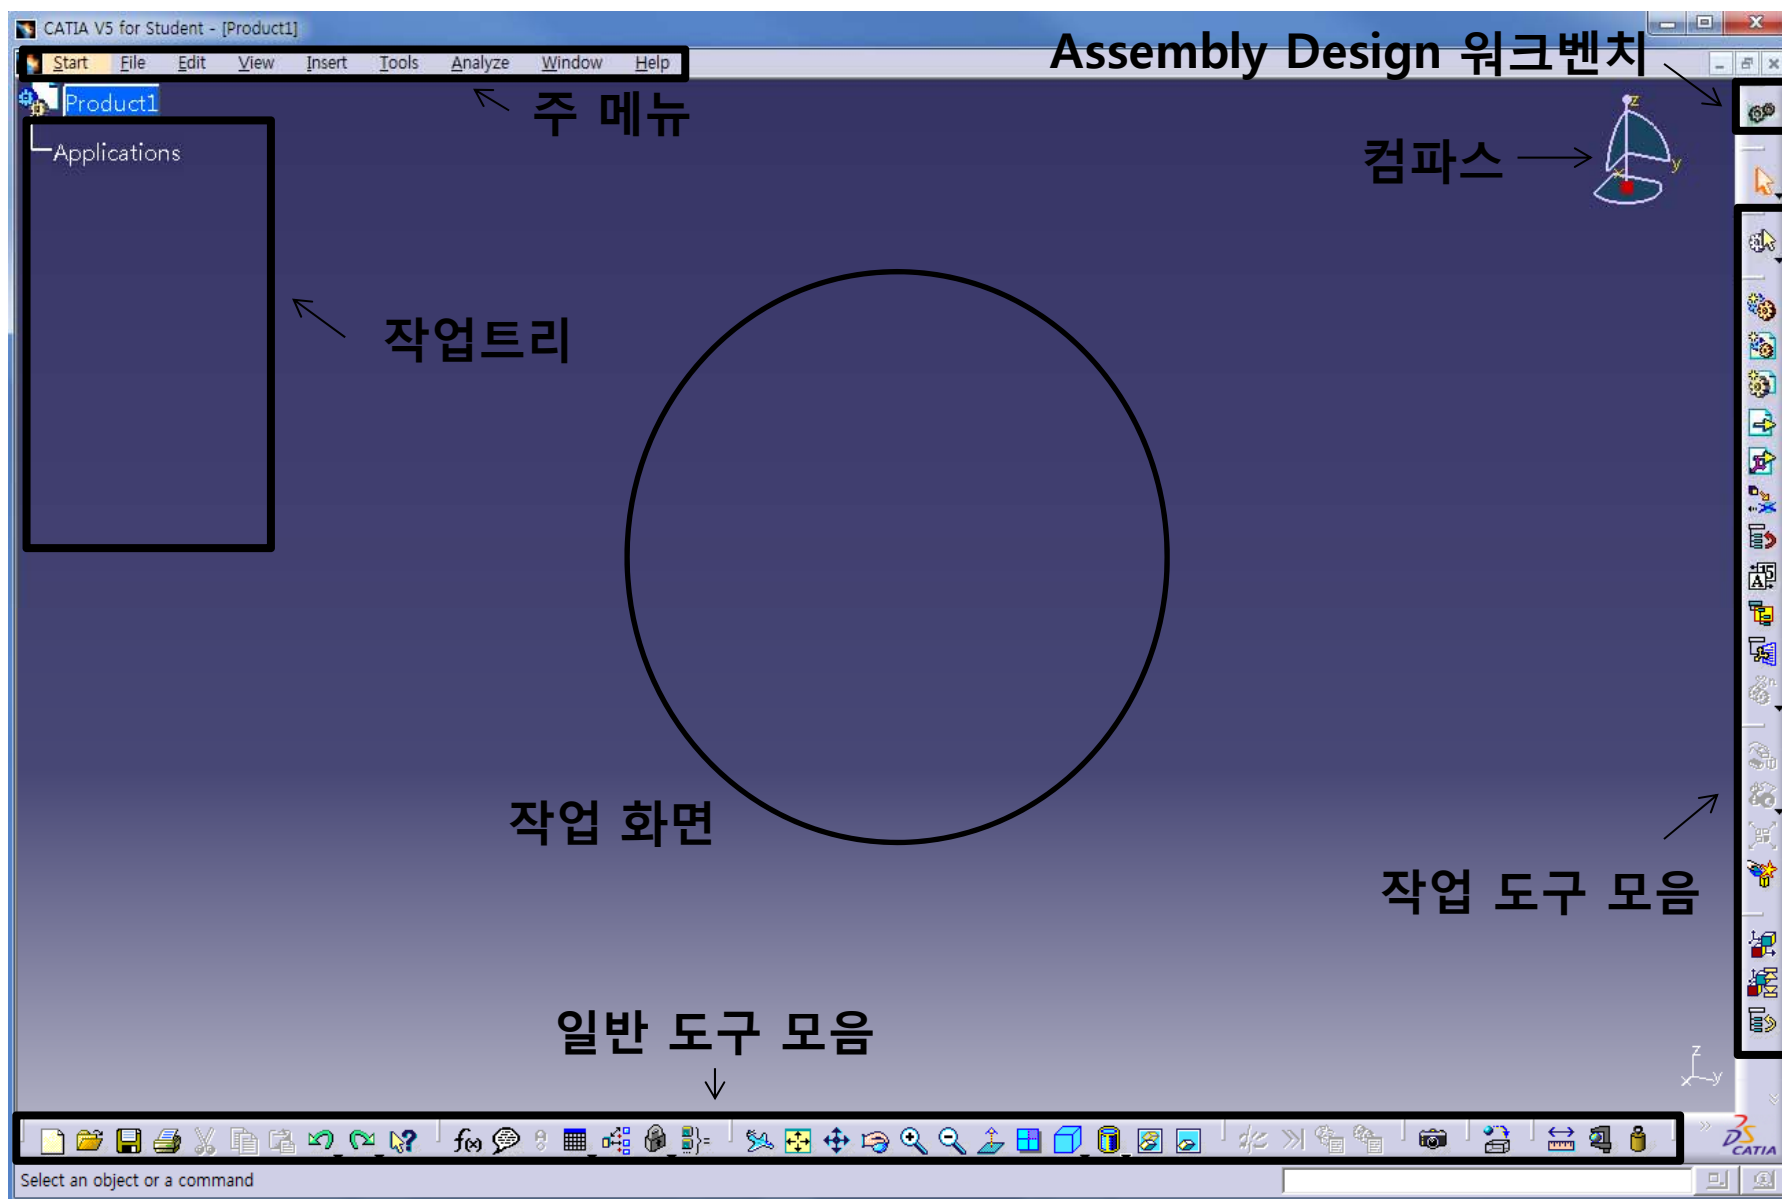 CATIA V5 for Student - [Product1]
Assembly Design 워크벤치
Start File Edit View Insert Tools Analyze Window Help
주 메뉴
Product1
Applications
컴파스
z
y
x
작업트리
작업 화면
작업 도구 모음
일반 도구 모음
z
x y
f(x)
Select an object or a command
CATIA